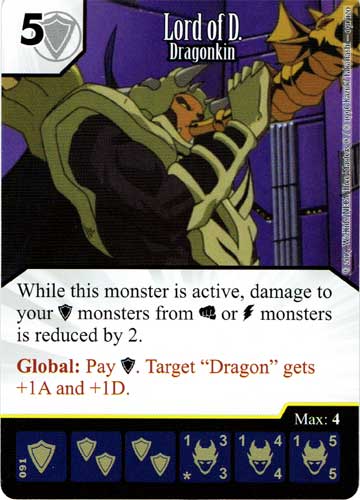 5
Lord of D.
Dragonkin
While this monster is active, damage to
your monsters from or monsters
is reduced by 2.
Global: Pay . Target “Dragon” gets
+1A and +1D.
Max: 4
091
1 3
* 3
1 4
4
1 5
5